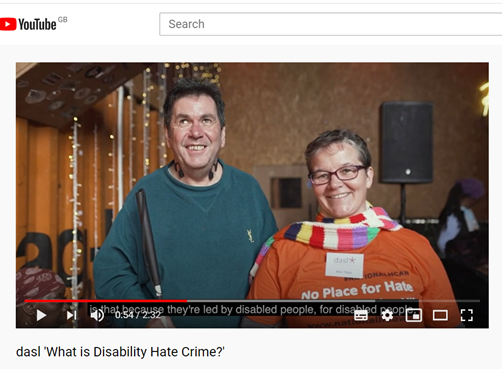 YouTube GB
Search
dasl*
No Place for Hate
is that because they're led by disabled people, for disabled people
0:54 / 2:32
dasl 'What is Disability Hate Crime?'